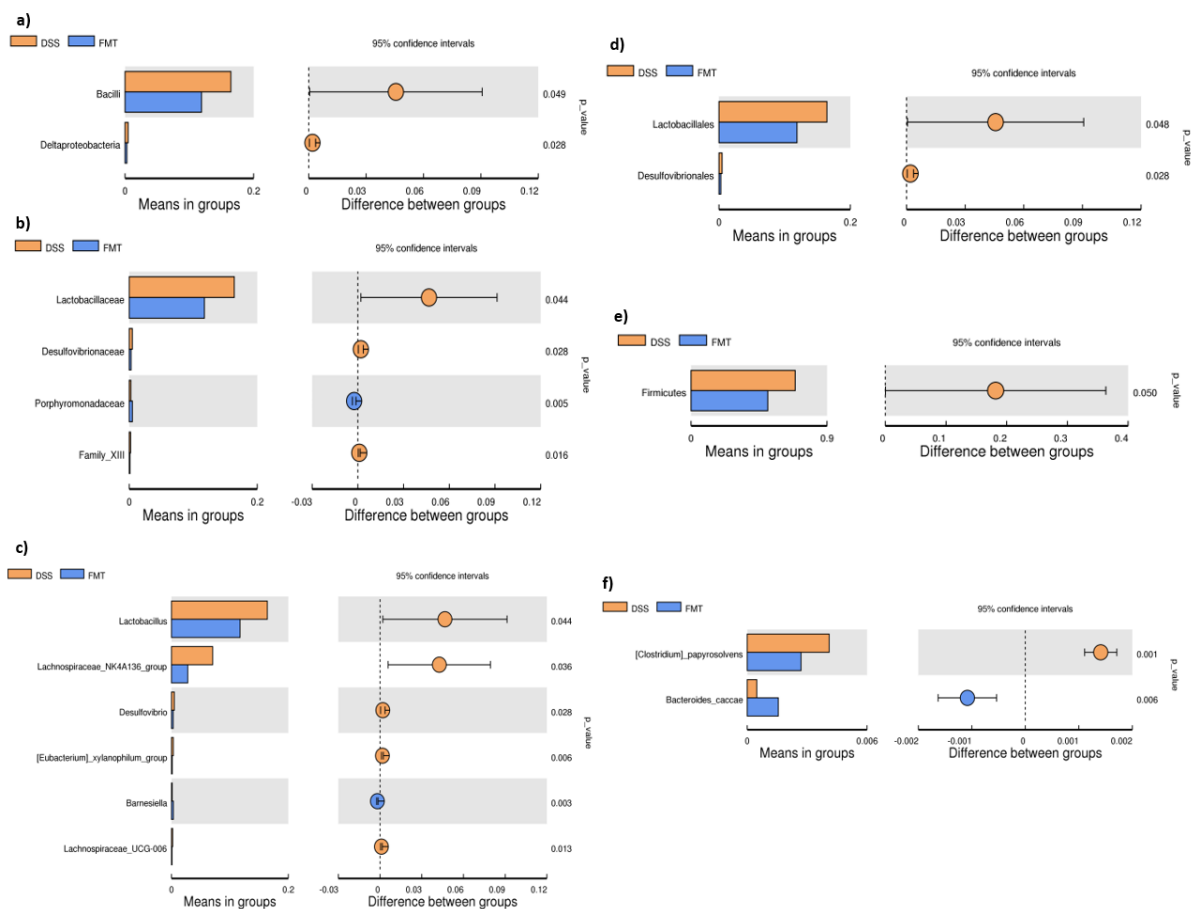 a)
DSS FMT
95% confidence intervals
Bacilli
0.049
Deltaproteobacteria
0.028
p_value
0 0.2
0 0.03 0.06 0.09 0.12
Means in groups
Difference between groups
b)
DSS FMT
95% confidence intervals
Lactobacillaceae
0.044
Desulfovibrionaceae
0.028
Porphyromonadaceae
0.005
Family_XIII
0.016
p_value
0 0.2
-0.03 0 0.03 0.06 0.09 0.12
Means in groups
Difference between groups
c)
DSS FMT
95% confidence intervals
Lactobacillus
0.044
Lachnospiraceae_NK4A136_group
0.036
Desulfovibrio
0.028
[Eubacterium]_xylanophilum_group
0.006
Barnesiella
0.003
Lachnospiraceae_UCG-006
0.013
p_value
0 0.2
-0.03 0 0.03 0.06 0.09 0.12
Means in groups
Difference between groups
d)
DSS FMT
95% confidence intervals
Lactobacillales
0.048
Desulfovibrionales
0.028
p_value
0 0.2
0 0.03 0.06 0.09 0.12
Means in groups
Difference between groups
e)
DSS FMT
95% confidence intervals
Firmicutes
0.050
p_value
0 0.9
0 0.1 0.2 0.3 0.4
Means in groups
Difference between groups
f)
DSS FMT
95% confidence intervals
[Clostridium]_papyrosolvens
0.001
Bacteroides_caccae
0.006
p_value
0 0.006
-0.002 -0.001 0 0.001 0.002
Means in groups
Difference between groups